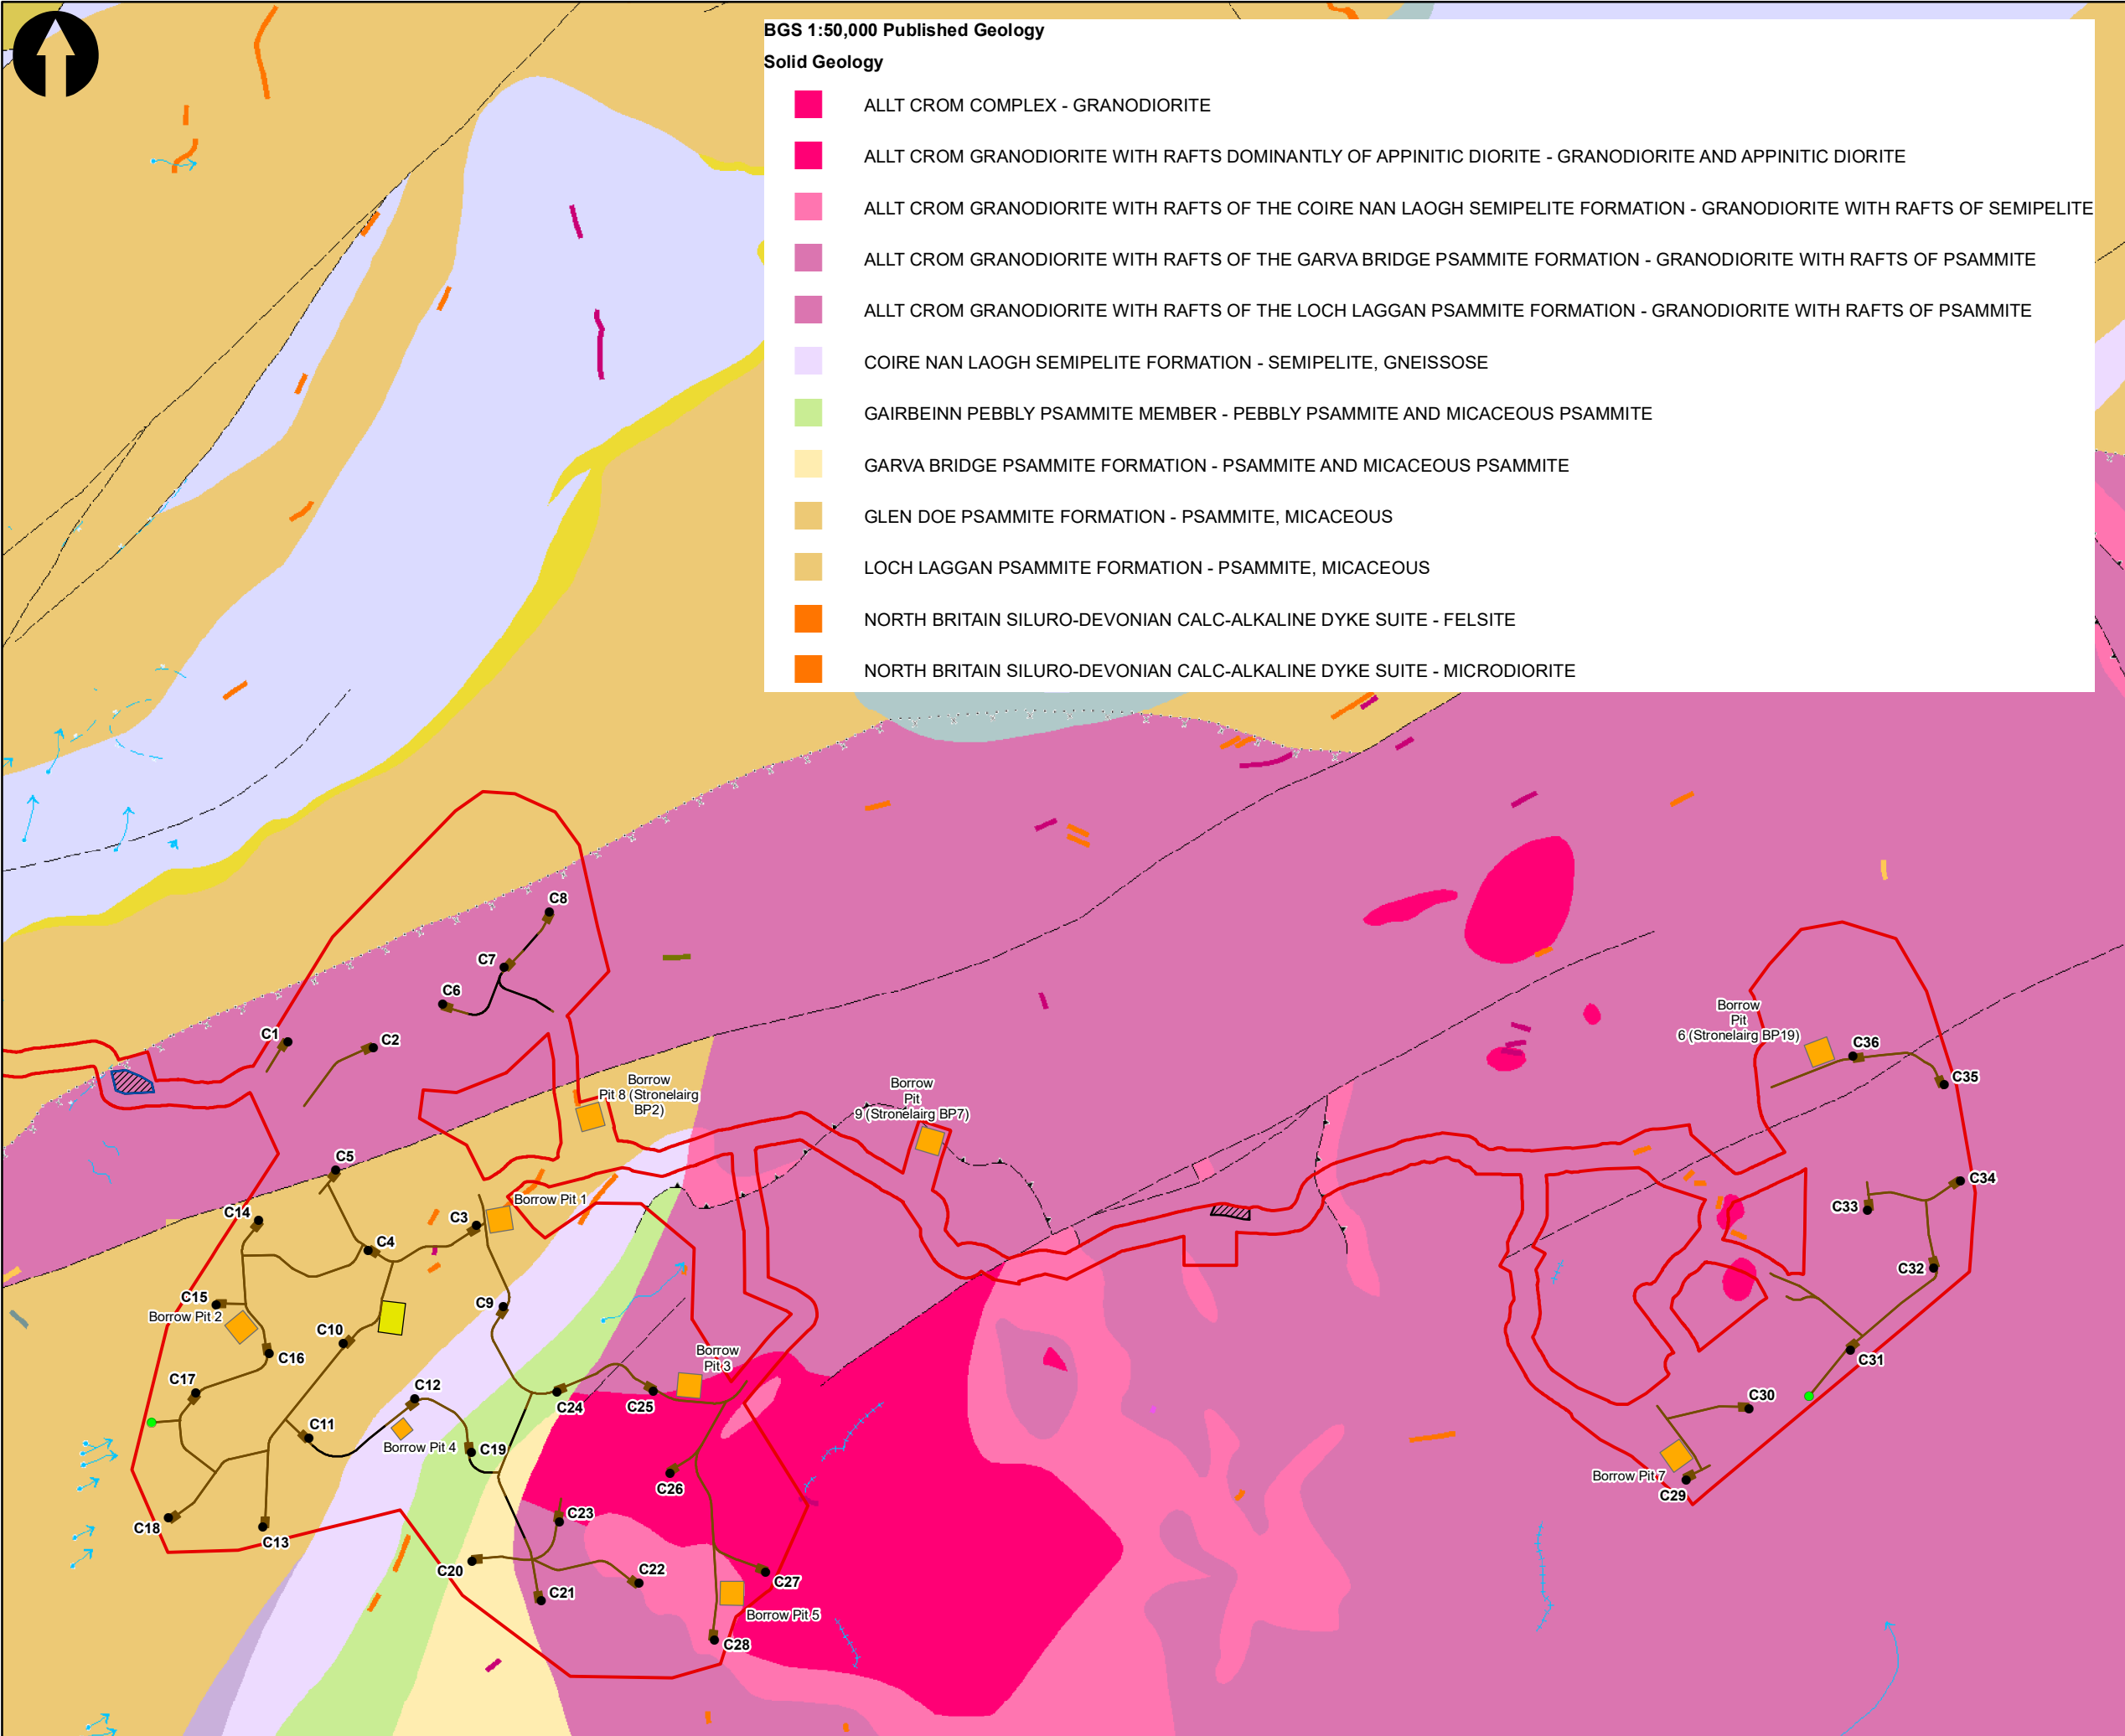 BGS 1:50,000 Published Geology
Solid Geology
ALLT CROM COMPLEX - GRANODIORITE
ALLT CROM GRANODIORITE WITH RAFTS DOMINANTLY OF APPINITIC DIORITE - GRANODIORITE AND APPINITIC DIORITE
ALLT CROM GRANODIORITE WITH RAFTS OF THE COIRE NAN LAOGH SEMIPELITE FORMATION - GRANODIORITE WITH RAFTS OF SEMIPELITE
ALLT CROM GRANODIORITE WITH RAFTS OF THE GARVA BRIDGE PSAMMITE FORMATION - GRANODIORITE WITH RAFTS OF PSAMMITE
ALLT CROM GRANODIORITE WITH RAFTS OF THE LOCH LAGGAN PSAMMITE FORMATION - GRANODIORITE WITH RAFTS OF PSAMMITE
COIRE NAN LAOGH SEMIPELITE FORMATION - SEMIPELITE, GNEISSOSE
GAIRBEINN PEBBLY PSAMMITE MEMBER - PEBBLY PSAMMITE AND MICACEOUS PSAMMITE
GARVA BRIDGE PSAMMITE FORMATION - PSAMMITE AND MICACEOUS PSAMMITE
GLEN DOE PSAMMITE FORMATION - PSAMMITE, MICACEOUS
LOCH LAGGAN PSAMMITE FORMATION - PSAMMITE, MICACEOUS
NORTH BRITAIN SILURO-DEVONIAN CALC-ALKALINE DYKE SUITE - FELSITE
NORTH BRITAIN SILURO-DEVONIAN CALC-ALKALINE DYKE SUITE - MICRODIORITE
C8
C7
C6
C1
C2
Borrow
Pit
6 (Stronelairg BP19)
C36
C35
Borrow
Pit 8 (Stronelairg
BP2)
Borrow
Pit
9 (Stronelairg BP7)
C5
C14
C3
Borrow Pit 1
C4
C34
C33
C32
C15
Borrow Pit 2
C9
C10
C16
Borrow
Pit 3
C31
C17
C12
C24
C25
C30
C11
Borrow Pit 4
C19
C26
Borrow Pit 7
C29
C18
C13
C23
C20
C22
C21
C27
Borrow Pit 5
C28